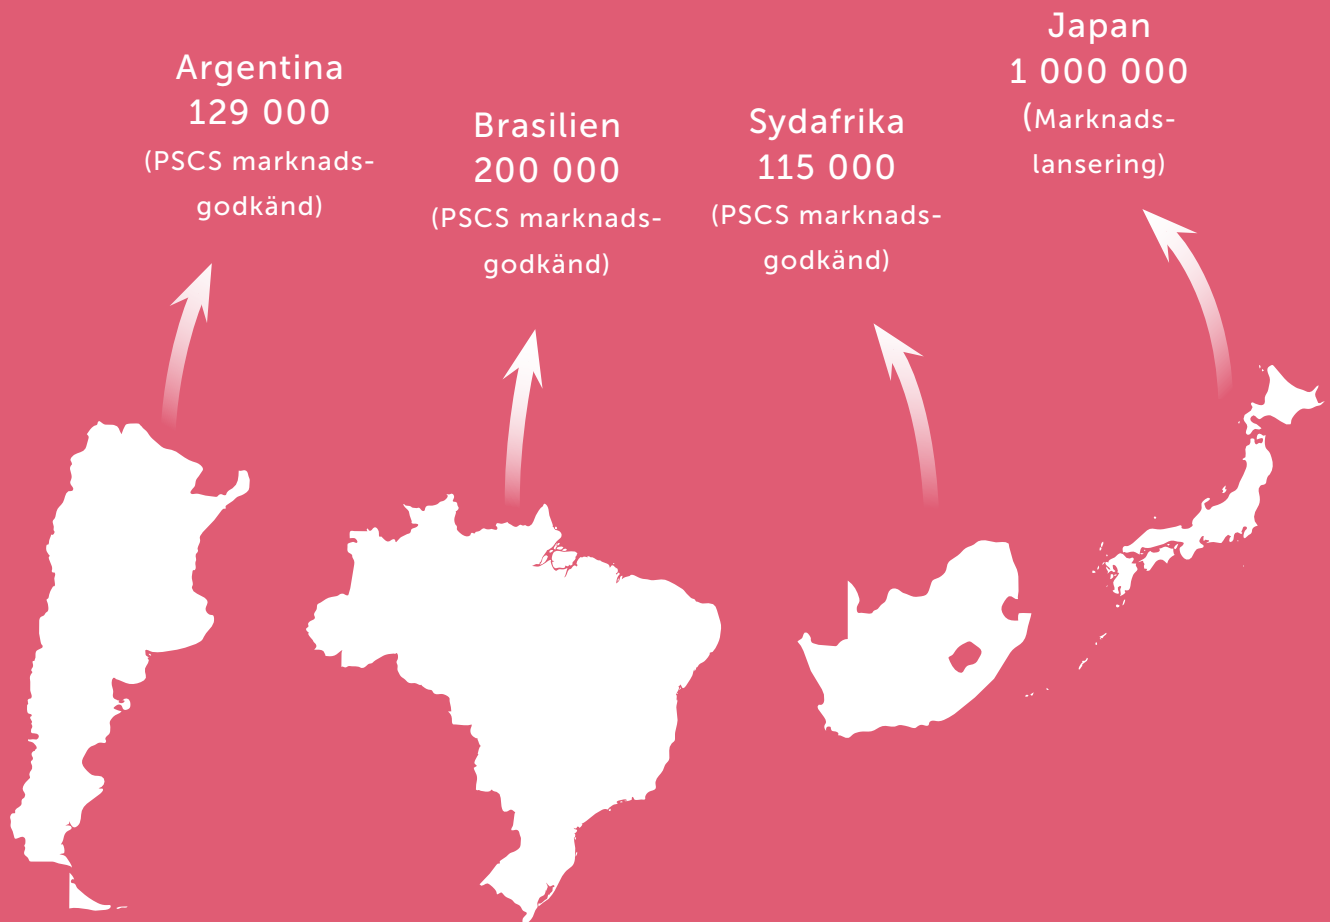 Argentina
129 000
(PSCS marknads-
godkänd)
Brasilien
200 000
(PSCS marknads-
godkänd)
Sydafrika
115 000
(PSCS marknads-
godkänd)
Japan
1 000 000
(Marknads-
lansering)